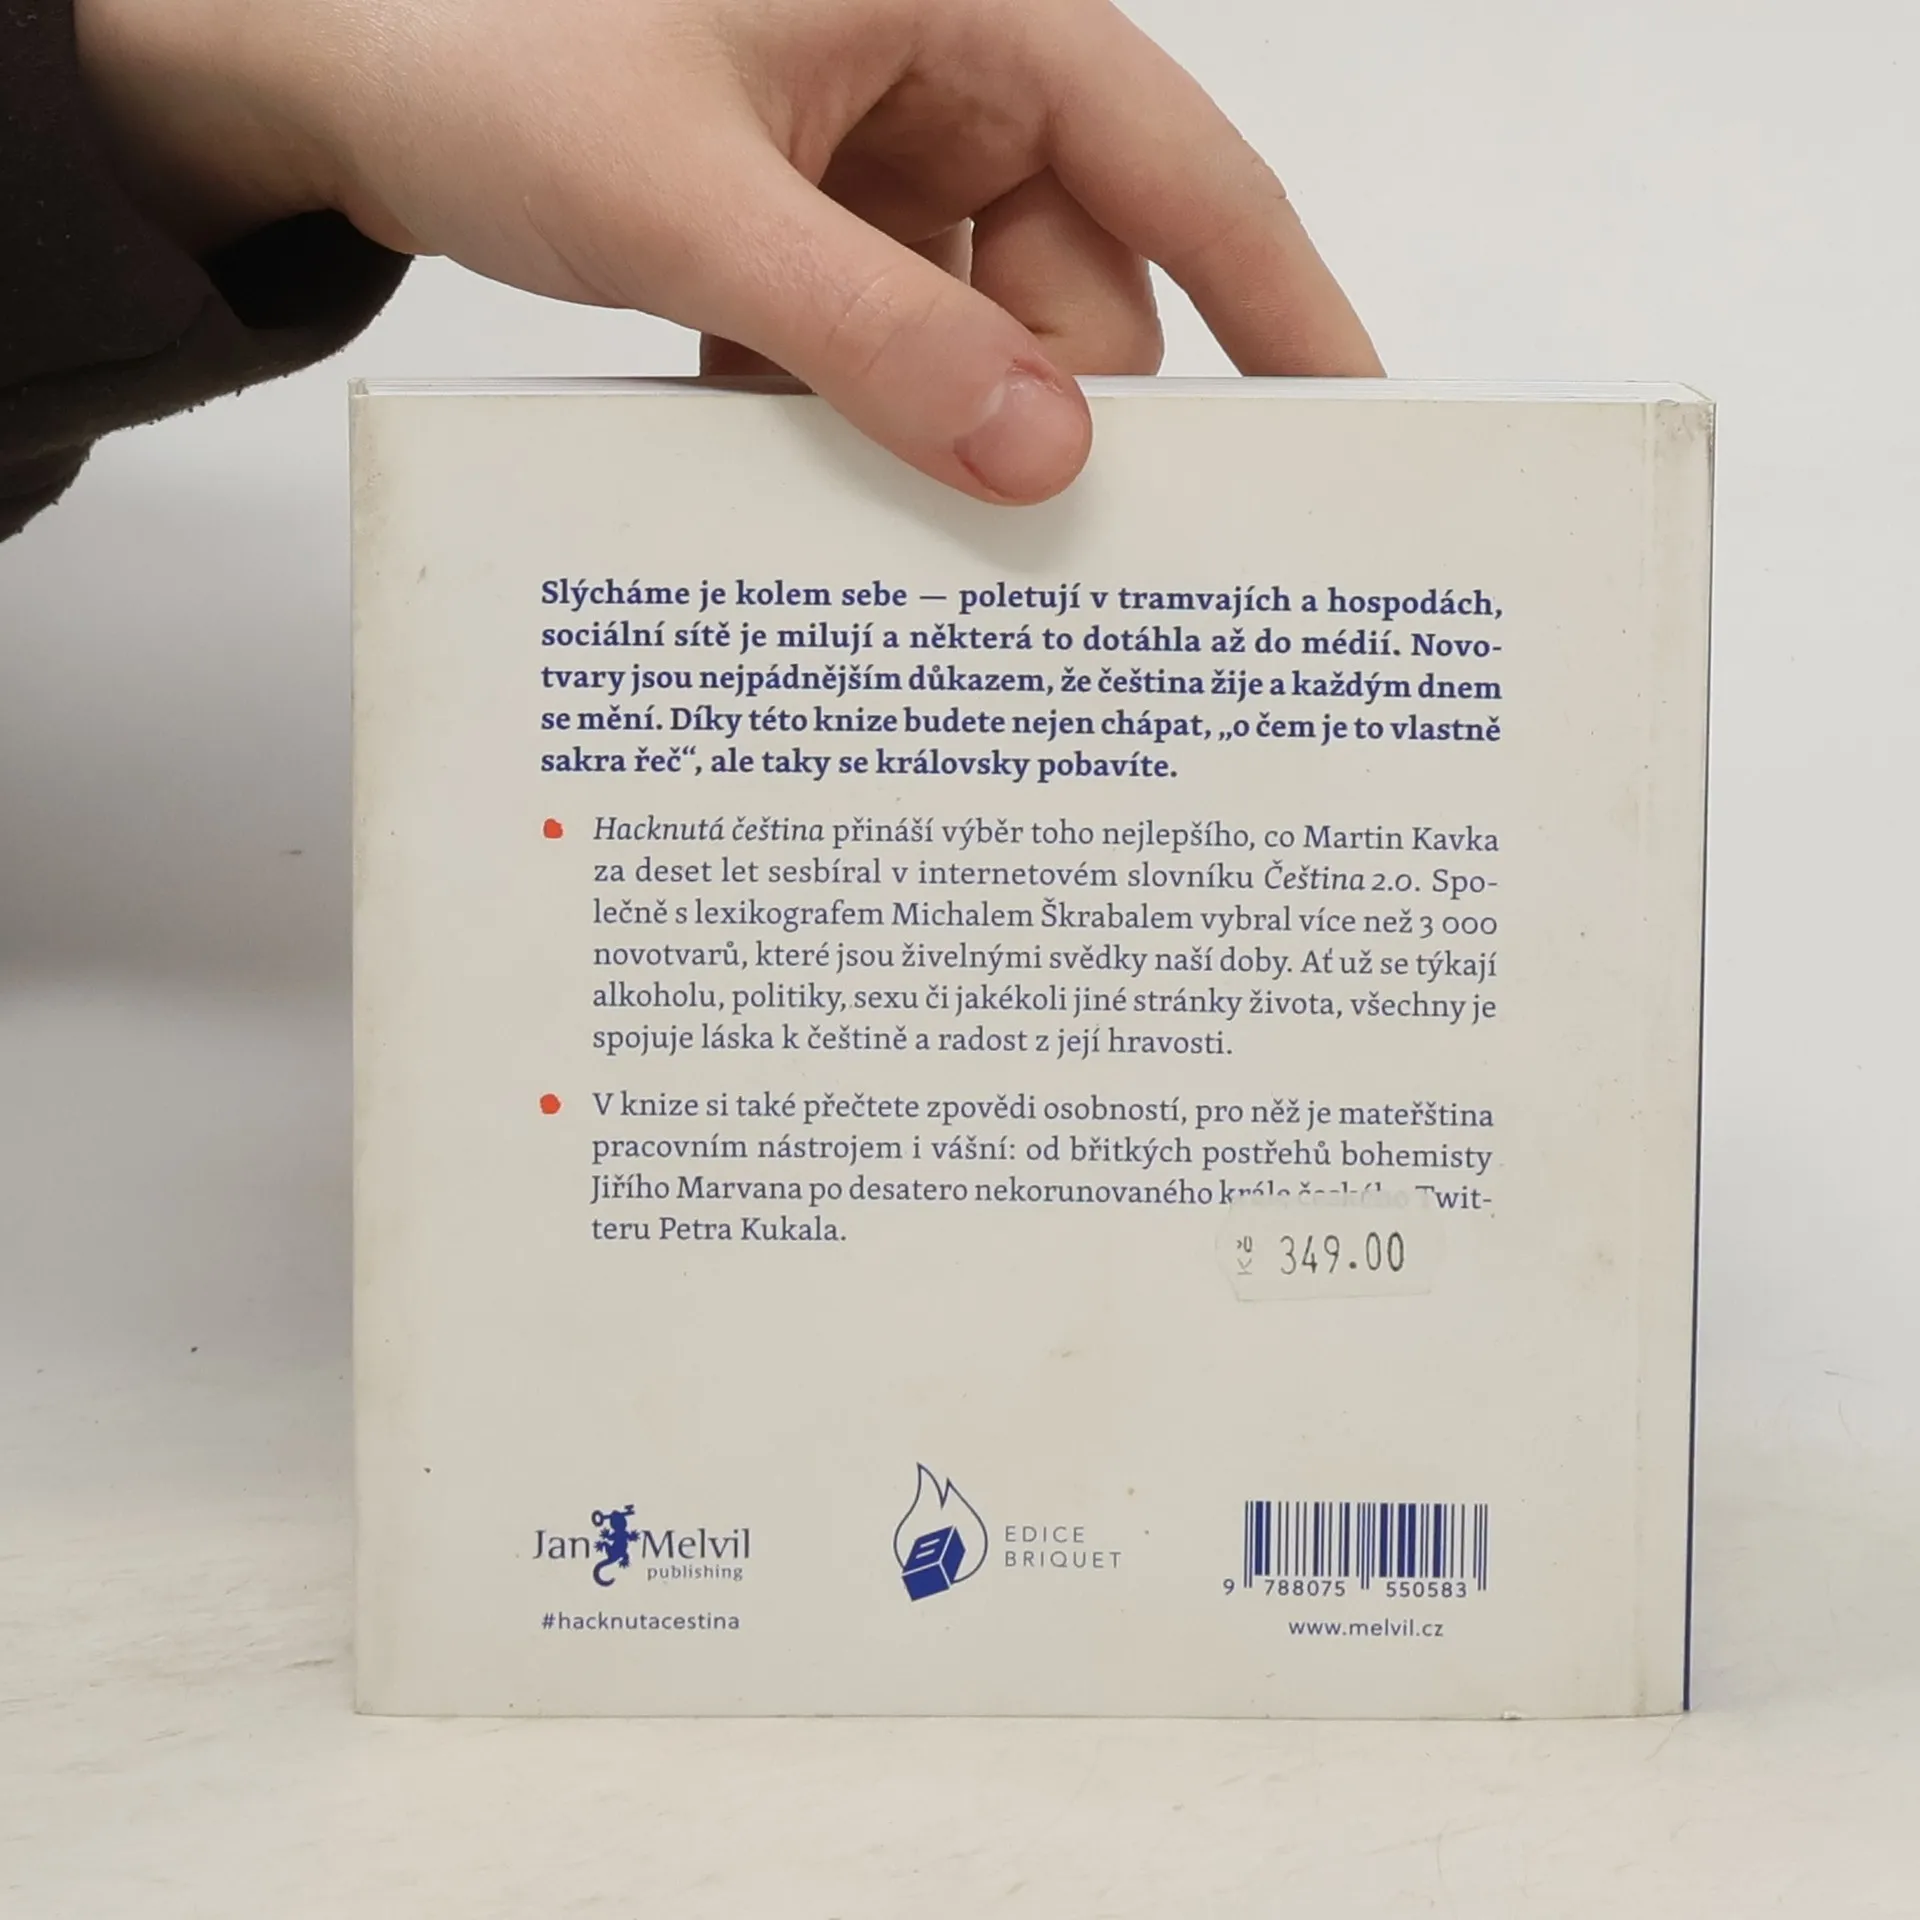 Slýcháme je kolem sebe — poletují v tramvajích a hospodách,
sociální sítě je milují a některá to dotáhla až do médií. Novo-
tvary jsou nejpádnějším důkazem, že čeština žije a každým dnem
se mění. Díky této knize budete nejen chápat, „o čem je to vlastně
sakra řeč“, ale taky se královsky pobavíte.
Hacknutá čeština přináší výběr toho nejlepšího, co Martin Kavka
za deset let sesbíral v internetovém slovníku Čeština 2.0. Spo-
lečně s lexikografem Michalem Škrabalem vybral více než 3 000
novotvarů, které jsou živelnými svědky naší doby. Ať už se týkají
alkoholu, politiky, sexu či jakékoli jiné stránky života, všechny je
spojuje láska k češtině a radost z její hravosti.
V knize si také přečtete zpovědi osobností, pro něž je mateřština
pracovním nástrojem i vášní: od břitkých postřehů bohemisty
Jiřího Marvana po desatero nekorunovaného krále českého Twit-
teru Petra Kukala.
Kč 349.00
Jan Melvil
publishing
#hacknutacestina
EDICE
BRIQUET
9 788075 550583
www.melvil.cz